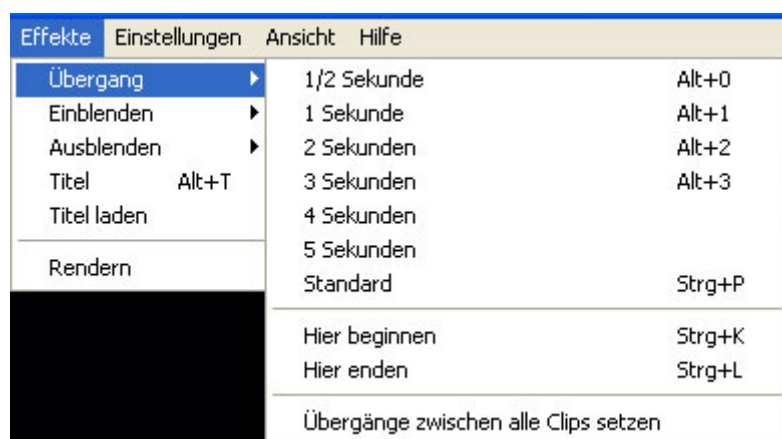 Effekte Einstellungen Ansicht Hilfe
Übergang
Einblenden
Ausblenden
Titel Alt+T
Titel laden
Rendern
1/2 Sekunde Alt+0
1 Sekunde Alt+1
2 Sekunden Alt+2
3 Sekunden Alt+3
4 Sekunden
5 Sekunden
Standard Strg+P
Hier beginnen Strg+K
Hier enden Strg+L
Übergänge zwischen alle Clips setzen